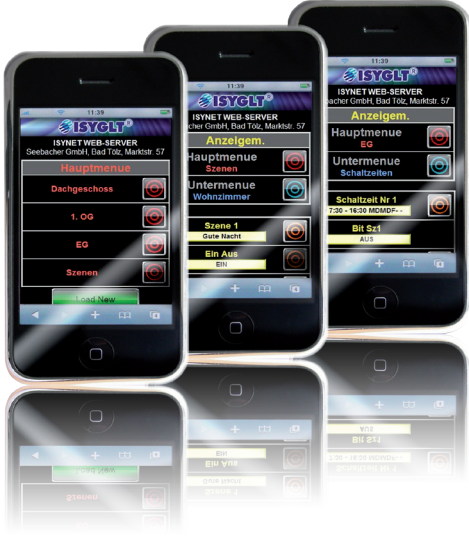 11:39
ISYGLT®
ISYNET WEB-SERVER
Seebacher GmbH, Bad Tölz, Marktstr. 57
Hauptmenue
Dachgeschoss
1. OG
EG
Szenen
Load New
11:39
ISYGLT®
ISYNET WEB-SERVER
cher GmbH, Bad Tölz, Marktstr. 57
Anzeigem.
Hauptmenue
Szenen
Untermenue
Wohnzimmer
Szene 1
Gute Nacht
Ein Aus
EIN
11:39
ISYGLT®
ISYNET WEB-SERVER
bacher GmbH, Bad Tölz, Marktstr. 57
Anzeigem.
Hauptmenue
EG
Untermenue
Schaltzeiten
Schaltzeit Nr 1
7:30 - 16:30 MDMDF--
Bit Sz1
AUS